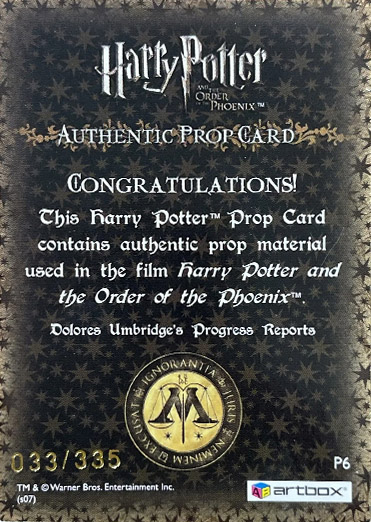 Harry Potter
AND THE
ORDER
OF THE
PHOENIX™
AUTHENTIC PROP CARD
CONGRATULATIONS!
This Harry Potter™ Prop Card
contains authentic prop material
used in the film Harry Potter and
the Order of the Phoenix™.
Dolores Umbridge's Progress Reports
IGNORANTIA JURIS NEMINEM EXCUSAT
M
033/335
P6
TM & © Warner Bros. Entertainment Inc.
(s07)
artbox